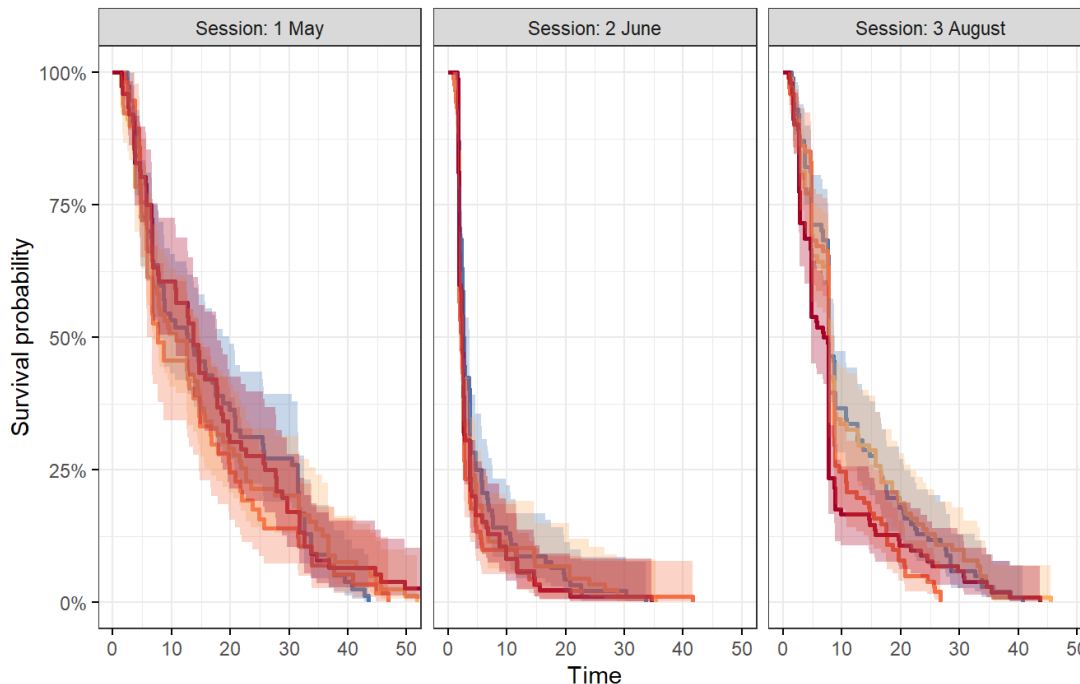 Session: 1 May
Session: 2 June
Session: 3 August
100%
75%
50%
25%
0%
Survival probability
0 10 20 30 40 50
0 10 20 30 40 50
0 10 20 30 40 50
Time